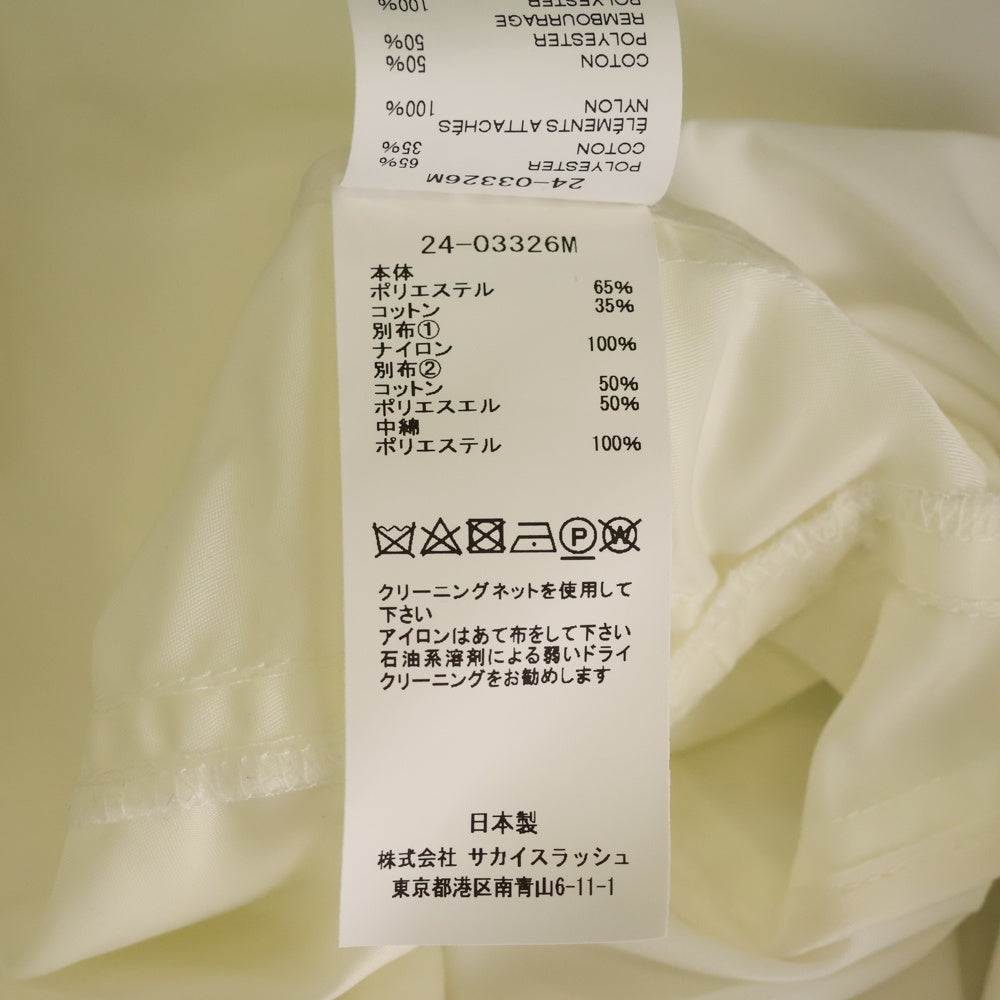 100%
POLYESTER
REMBOURRAGE
50%
POLYESTER
50%
COTON
100%
NYLON
ÉLÉMENTS ATTACHÉS
35%
COTON
65%
POLYESTER
24-03326M
24-03326M
本体
ポリエステル 65%
コットン 35%
別布①
ナイロン 100%
別布②
コットン 50%
ポリエスエル 50%
中綿
ポリエステル 100%
P W
クリーニングネットを使用して
下さい
アイロンはあて布をして下さい
石油系溶剤による弱いドライ
クリーニングをお勧めします
日本製
株式会社 サカイスラッシュ
東京都港区南青山6-11-1